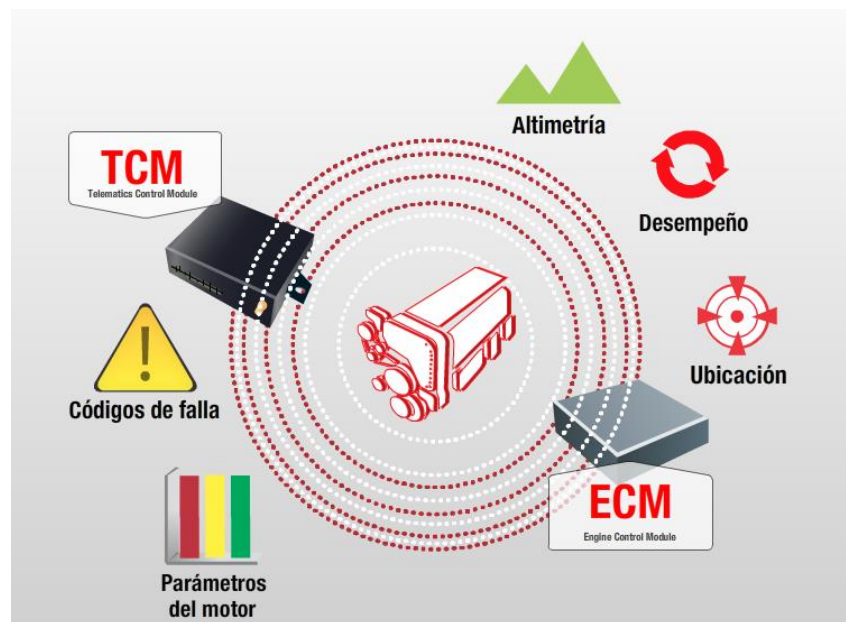 Altimetría
TCM
Telematics Control Module
Desempeño
Ubicación
Códigos de falla
ECM
Engine Control Module
Parámetros
del motor